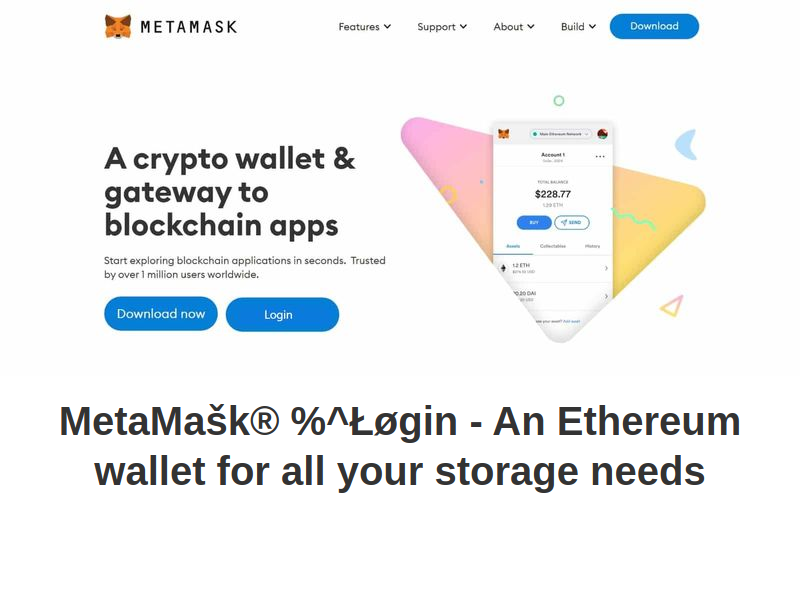 METAMASK
Features
Support
About
Build
Download
A crypto wallet &
gateway to
blockchain apps
Start exploring blockchain applications in seconds. Trusted
by over 1 million users worldwide.
Download now
Login
Main Ethereum Network
Account 1
TOTAL BALANCE
$228.77
1.29 ETH
BUY
SEND
Assets
Collectables
History
1.2 ETH
0.20 DAI
MetaMašk® %^Łøgin - An Ethereum
wallet for all your storage needs